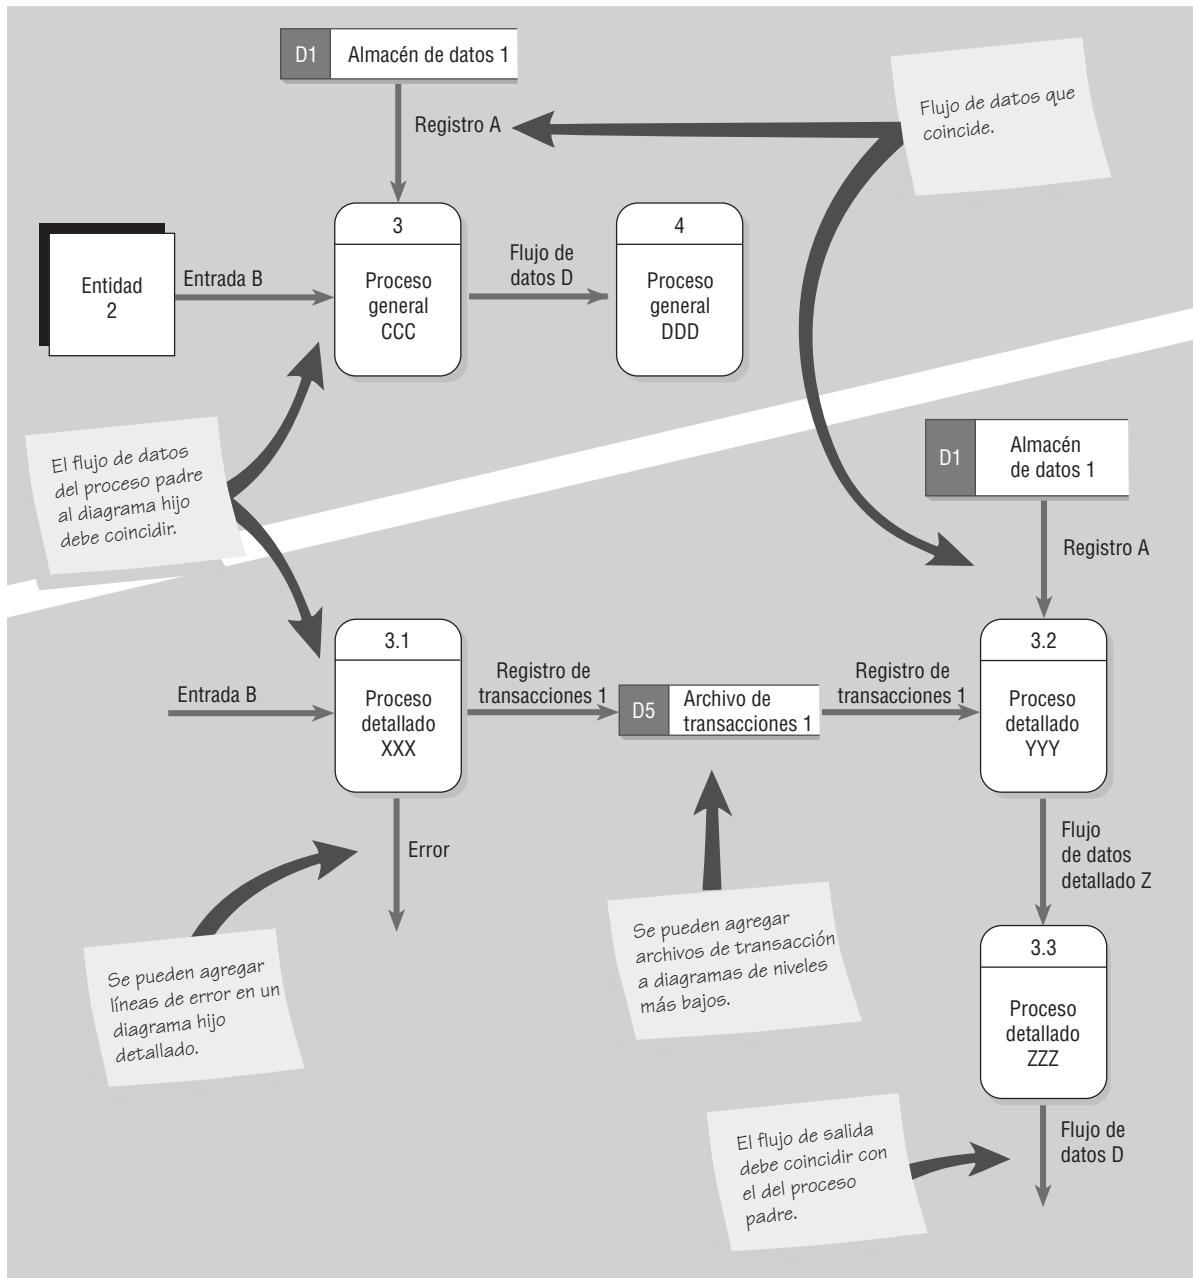 D1
Almacén de datos 1
Registro A
Flujo de datos que
coincide.
3
Proceso
general
CCC
4
Proceso
general
DDD
Entidad
2
Entrada B
Flujo de
datos D
El flujo de datos
del proceso padre
al diagrama hijo
debe coincidir.
D1
Almacén
de datos 1
Registro A
3.1
Proceso
detallado
XXX
Entrada B
Registro de
transacciones 1
D5
Archivo de
transacciones 1
Registro de
transacciones 1
3.2
Proceso
detallado
YYY
Error
Flujo
de datos
detallado Z
Se pueden agregar
líneas de error en un
diagrama hijo
detallado.
Se pueden agregar
archivos de transacción
a diagramas de niveles
más bajos.
3.3
Proceso
detallado
ZZZ
El flujo de salida
debe coincidir con
el del proceso
padre.
Flujo de
datos D